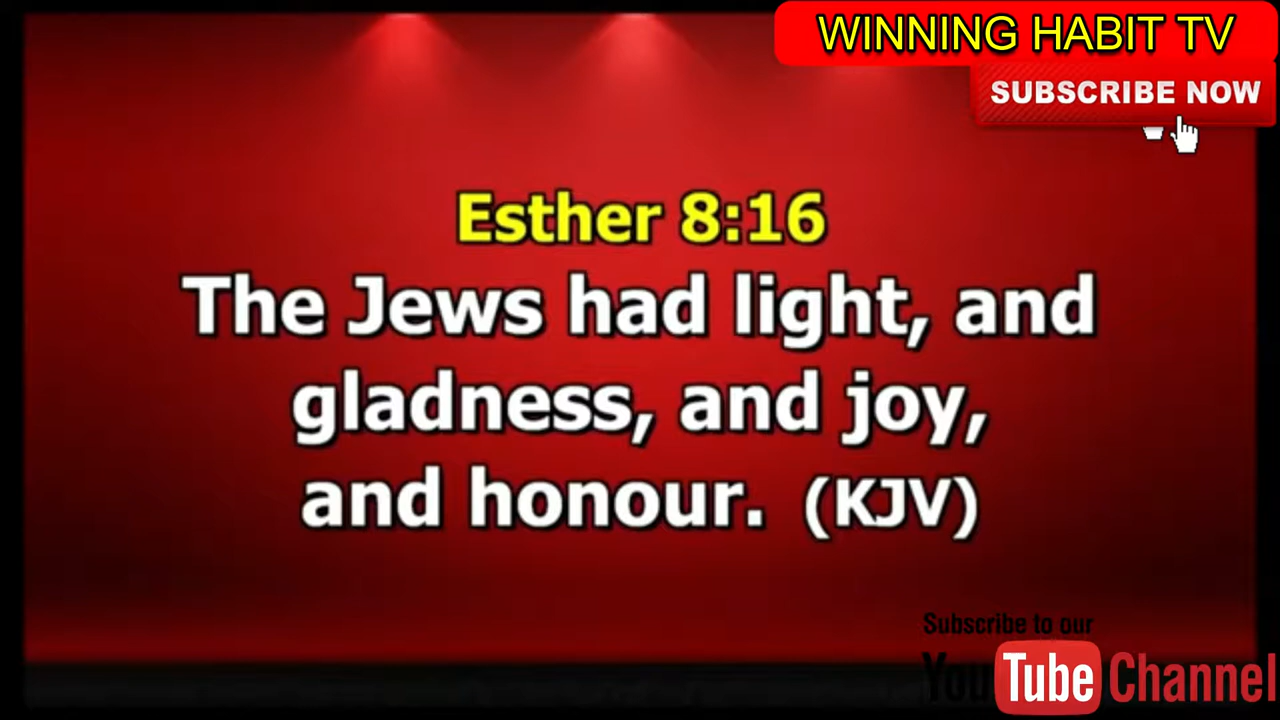 WINNING HABIT TV
SUBSCRIBE NOW
Esther 8:16
The Jews had light, and
gladness, and joy,
and honour. (KJV)
Subscribe to our
YouTube Channel